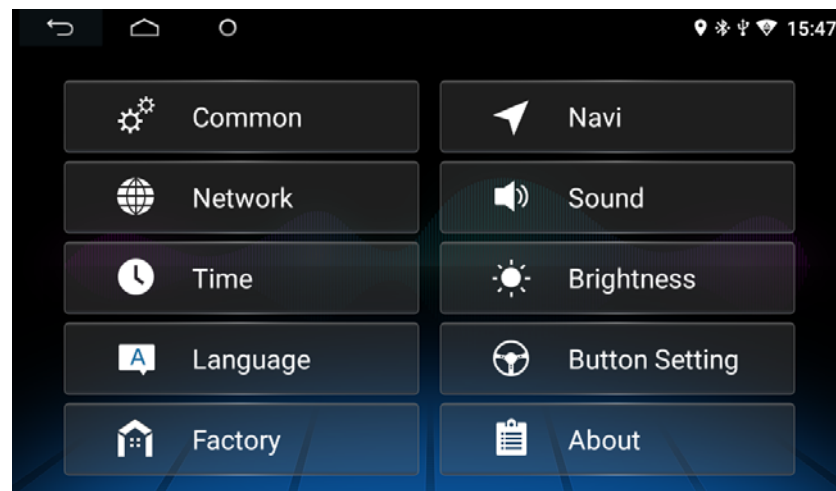 15:47
Common
Navi
Network
Sound
Time
Brightness
A Language
Button Setting
Factory
About